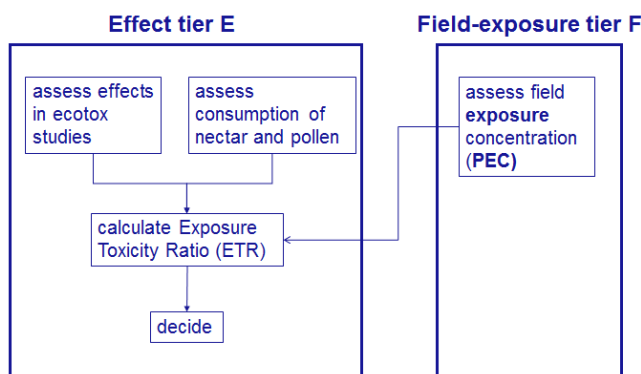 Effect tier E
Field-exposure tier F
assess effects
in ecotox
studies
assess
consumption of
nectar and pollen
assess field
exposure
concentration
(PEC)
calculate Exposure
Toxicity Ratio (ETR)
decide